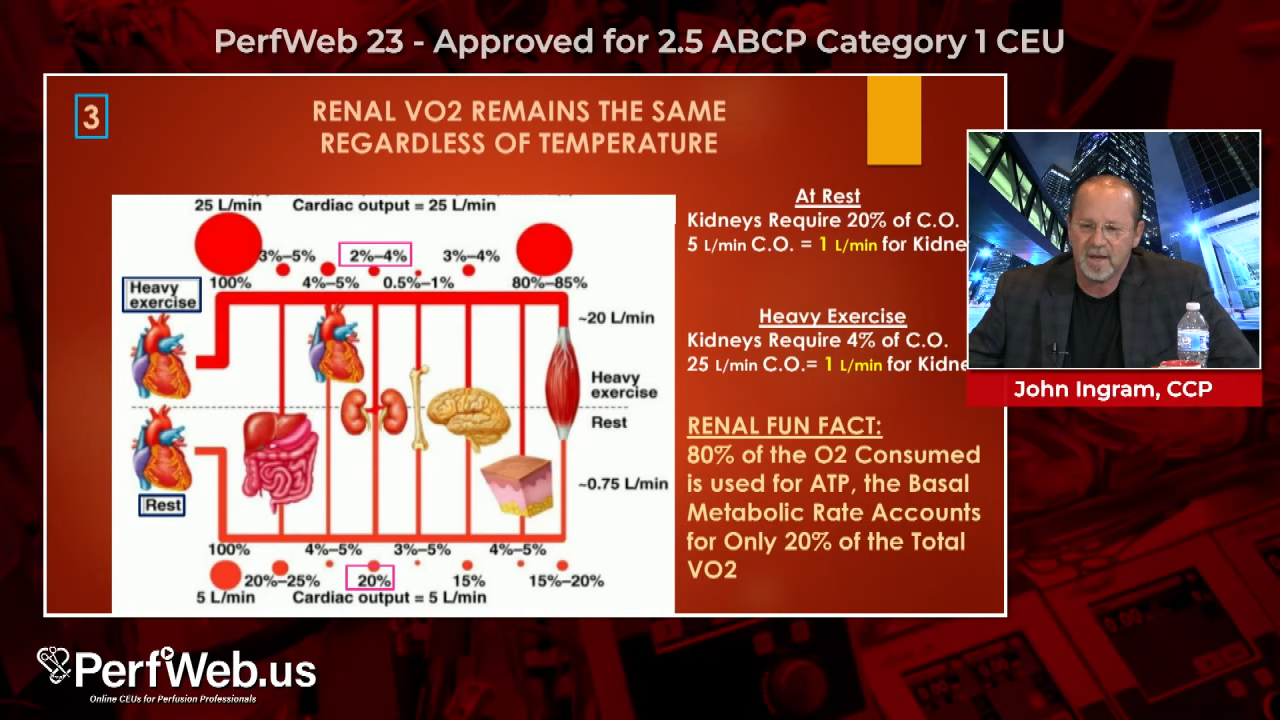 PerfWeb 23 - Approved for 2.5 ABCP Category 1 CEU
3
RENAL VO2 REMAINS THE SAME
REGARDLESS OF TEMPERATURE
25 L/min
Cardiac output = 25 L/min
3%–5%
2%–4%
3%–4%
100%
4%–5%
0.5%–1%
80%–85%
Heavy
exercise
~20 L/min
Heavy
exercise
Rest
Rest
~0.75 L/min
100%
4%–5%
3%–5%
4%–5%
20%–25%
20%
15%
15%–20%
5 L/min
Cardiac output = 5 L/min
At Rest
Kidneys Require 20% of C.O.
5 L/min C.O. = 1 L/min for Kidne
Heavy Exercise
Kidneys Require 4% of C.O.
25 L/min C.O.= 1 L/min for Kidne
RENAL FUN FACT:
80% of the O2 Consumed
is used for ATP, the Basal
Metabolic Rate Accounts
for Only 20% of the Total
VO2
John Ingram, CCP
PerfWeb.us
Online CEUs for Perfusion Professionals